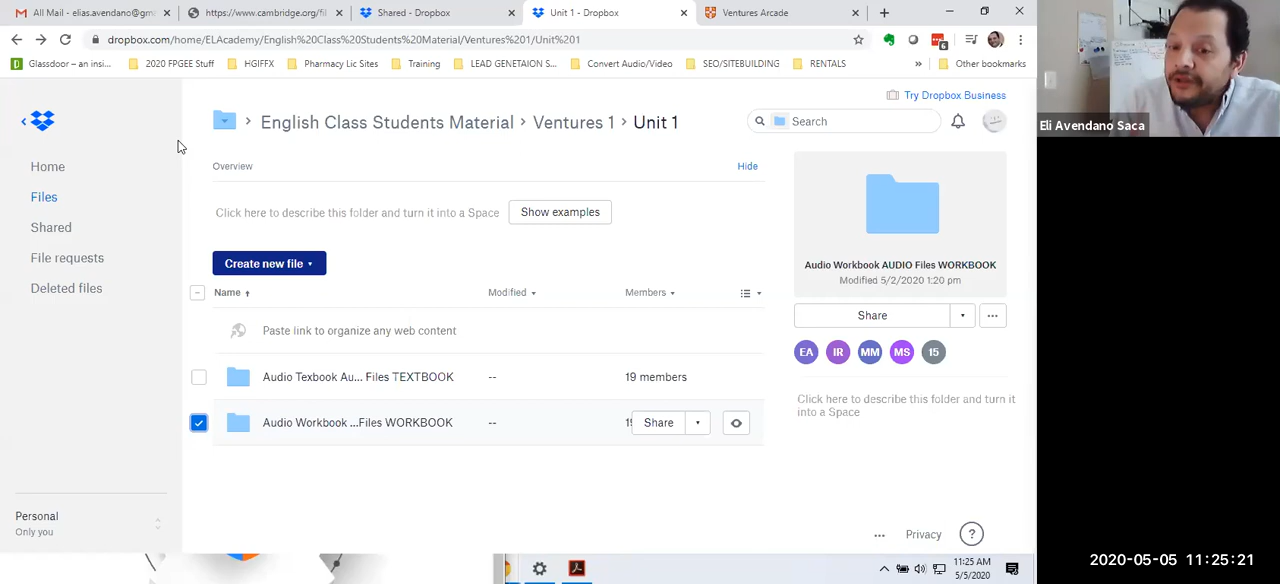 All Mail - elias.avendano@gm
https://www.cambridge.org/fil
Shared - Dropbox
Unit 1 - Dropbox
Ventures Arcade
dropbox.com/home/ELAcademy/English%20Class%20Students%20Material/Ventures%201/Unit%201
6
Glassdoor – an insi...
2020 FPGEE Stuff
HGIFFX
Pharmacy Lic Sites
Tefling
LEAD GENETAION S...
Convert Audio/Video
SEO/SITEBUILDING
RENTALS
»
Other bookmarks
Try Dropbox Business
English Class Students Material > Ventures 1 > Unit 1
Search
Eli Avendano Saca
Home
Files
Shared
File requests
Deleted files
Overview
Hide
Click here to describe this folder and turn it into a Space
Show examples
Create new file
Name
Modified
Members
Paste link to organize any web content
Audio Texbook Au... Files TEXTBOOK
--
19 members
Audio Workbook ...Files WORKBOOK
--
19
Share
Audio Workbook AUDIO Files WORKBOOK
Modified 5/2/2020 1:20 pm
Share
EA
IR
MM
MS
15
Click here to describe this folder and turn it
into a Space
Personal
Only you
Privacy
?
11:25 AM
5/5/2020
2020-05-05 11:25:21